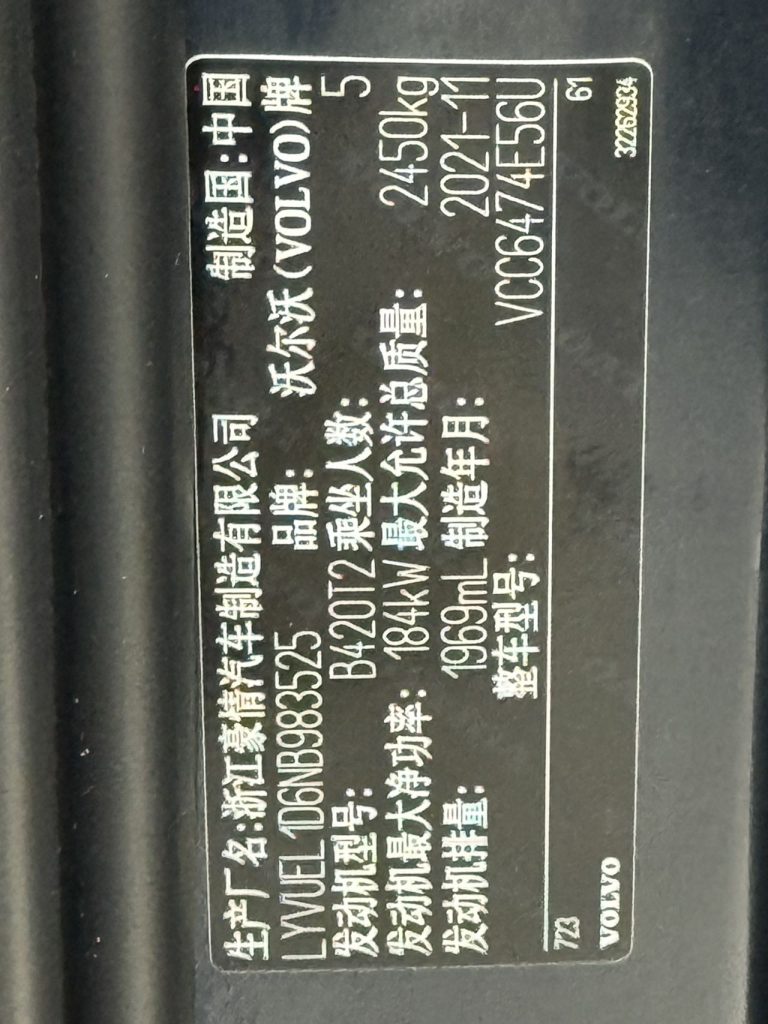 生产厂名:浙江豪情汽车制造有限公司 制造国:中国
LYVUEL1D6NB983525 品牌: 沃尔沃(VOLVO)牌
发动机型号: B420T2 乘坐人数: 5
发动机最大净功率: 184kW 最大允许总质量: 2450kg
发动机排量: 1969mL 制造年月: 2021-11
整车型号: VCC6474E56U
723 61
VOLVO 32262934